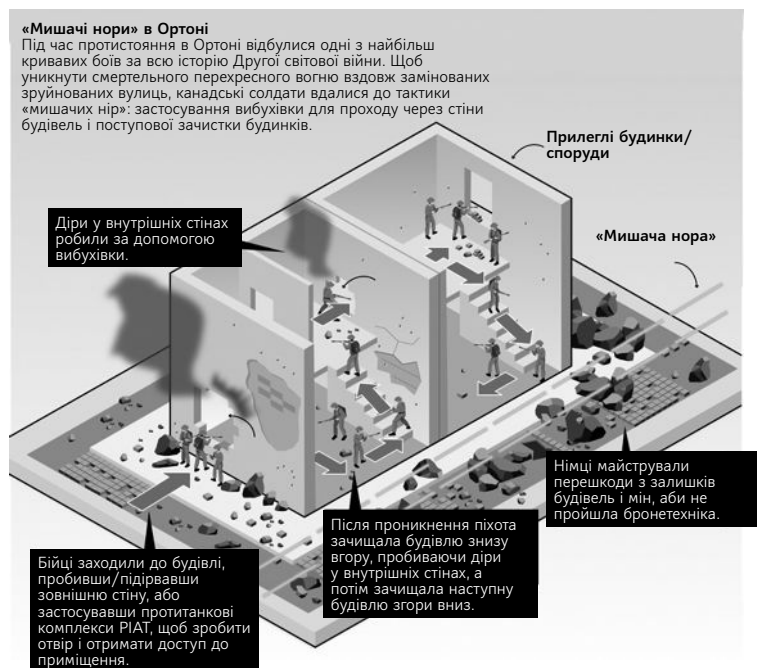 «Мишачі нори» в Ортоні
Під час протистояння в Ортоні відбулися одні з найбільш
кривавих боїв за всю історію Другої світової війни. Щоб
уникнути смертельного перехресного вогню вздовж замінованих
зруйнованих вулиць, канадські солдати вдалися до тактики
«мишачих нір»: застосування вибухівки для проходу через стіни
будівель і поступової зачистки будинків.
Прилеглі будинки/
споруди
Діри у внутрішніх стінах
робили за допомогою
вибухівки.
«Мишача нора»
Німці майстрували
перешкоди з залишків
будівель і мін, аби не
пройшла бронетехніка.
Після проникнення піхота
зачищала будівлю знизу
вгору, пробиваючи діри
у внутрішніх стінах, а
потім зачищала наступну
будівлю згори вниз.
Бійці заходили до будівлі,
пробивши/підірвавши
зовнішню стіну, або
застосувавши протитанкові
комплекси PIAT, щоб зробити
отвір і отримати доступ до
приміщення.